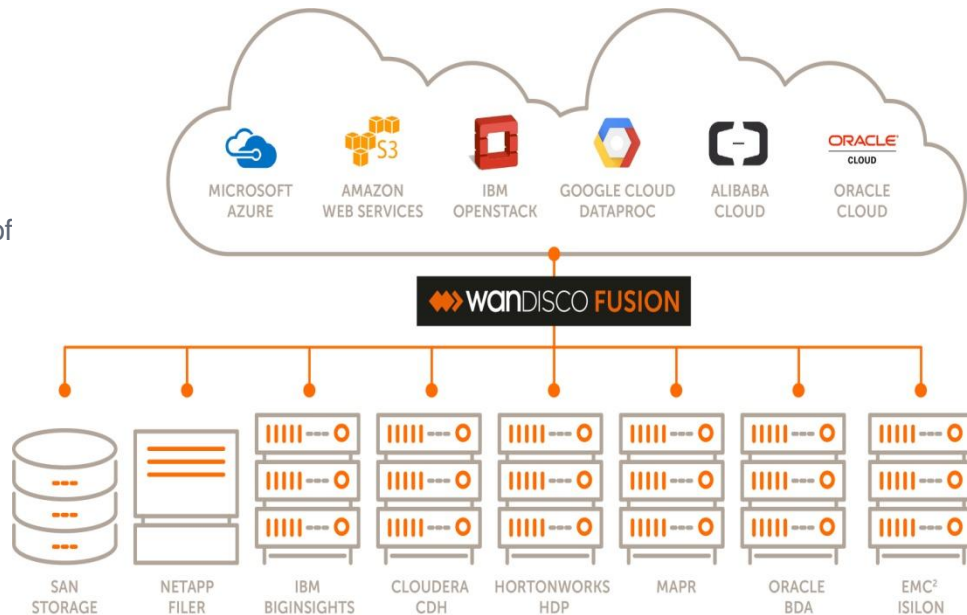 S3
ORACLE
CLOUD
MICROSOFT
AZURE
AMAZON
WEB SERVICES
IBM
OPENSTACK
GOOGLE CLOUD
DATAPROC
ALIBABA
CLOUD
ORACLE
CLOUD
of
WANDISCO FUSION
SAN
STORAGE
NETAPP
FILER
IBM
BIGINSIGHTS
CLOUDERA
CDH
HORTONWORKS
HDP
MAPR
ORACLE
BDA
EMC²
ISILON